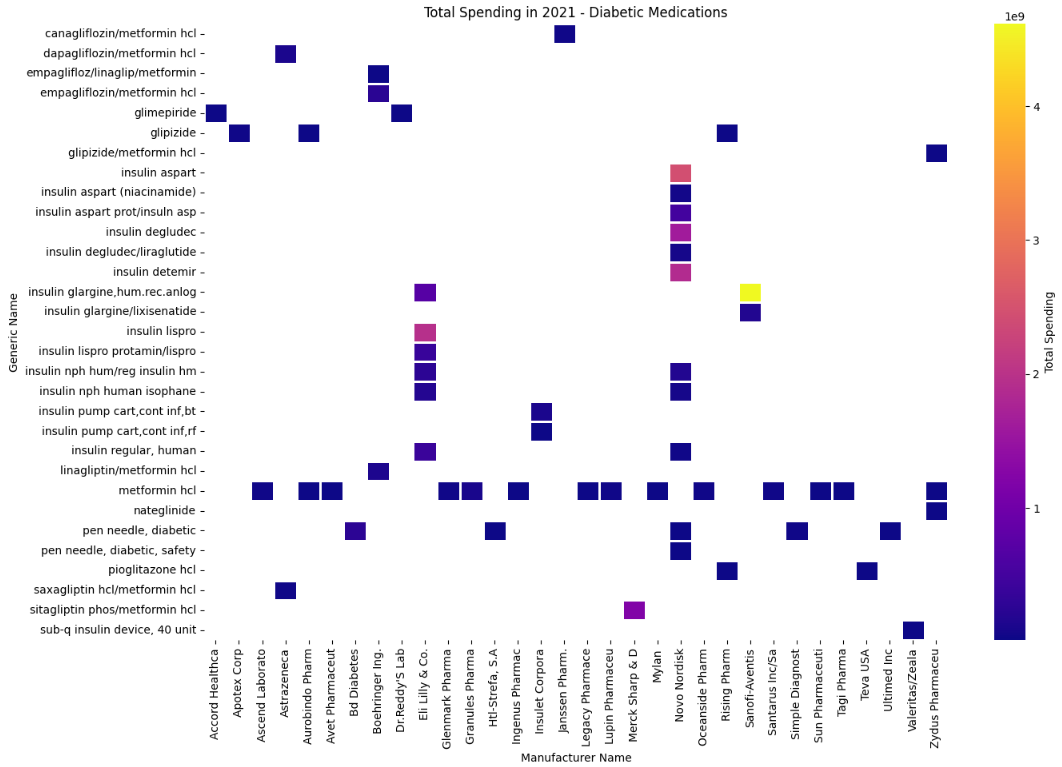 Total Spending in 2021 - Diabetic Medications
1e9
canagliflozin/metformin hcl
dapagliflozin/metformin hcl
empaglifloz/linaglip/metformin
empagliflozin/metformin hcl
glimepiride
glipizide
glipizide/metformin hcl
insulin aspart
insulin aspart (niacinamide)
insulin aspart prot/insuln asp
insulin degludec
insulin degludec/liraglutide
insulin detemir
insulin glargine,hum.rec.anlog
insulin glargine/lixisenatide
insulin lispro
insulin lispro protamin/lispro
insulin nph hum/reg insulin hm
insulin nph human isophane
insulin pump cart,cont inf,bt
insulin pump cart,cont inf,rf
insulin regular, human
linagliptin/metformin hcl
metformin hcl
nateglinide
pen needle, diabetic
pen needle, diabetic, safety
pioglitazone hcl
saxagliptin hcl/metformin hcl
sitagliptin phos/metformin hcl
sub-q insulin device, 40 unit
Generic Name
Accord Healthca
Apotex Corp
Ascend Laborato
Astrazeneca
Aurobindo Pharm
Avet Pharmaceut
Bd Diabetes
Boehringer Ing.
Dr.Reddy'S Lab
Eli Lilly & Co.
Glenmark Pharma
Granules Pharma
Htl-Strefa, S.A
Ingenus Pharmac
Insulet Corpora
Janssen Pharm.
Legacy Pharmace
Lupin Pharmaceu
Merck Sharp & D
Mylan
Novo Nordisk
Oceanside Pharm
Rising Pharm
Sanofi-Aventis
Santarus Inc/Sa
Simple Diagnost
Sun Pharmaceuti
Tagi Pharma
Teva USA
Ultimed Inc
Valeritas/Zeala
Zydus Pharmaceu
Manufacturer Name
4
3
2
1
Total Spending